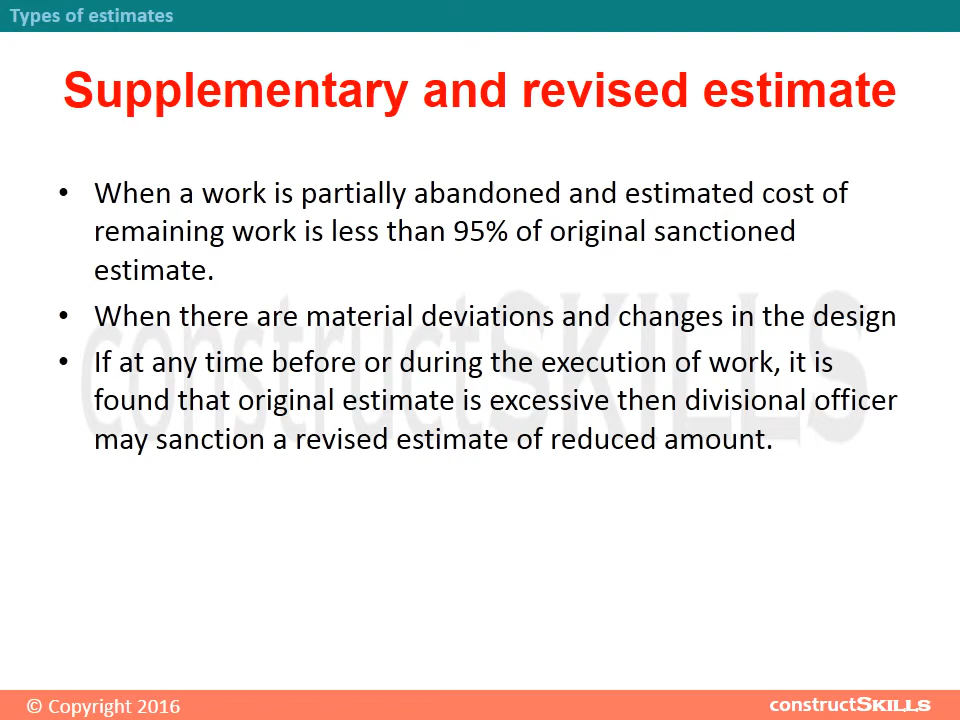 Types of estimates
Supplementary and revised estimate
• When a work is partially abandoned and estimated cost of
remaining work is less than 95% of original sanctioned
estimate.
• When there are material deviations and changes in the design
• If at any time before or during the execution of work, it is
found that original estimate is excessive then divisional officer
may sanction a revised estimate of reduced amount.
constructSKILLS
© Copyright 2016
constructSKILLS